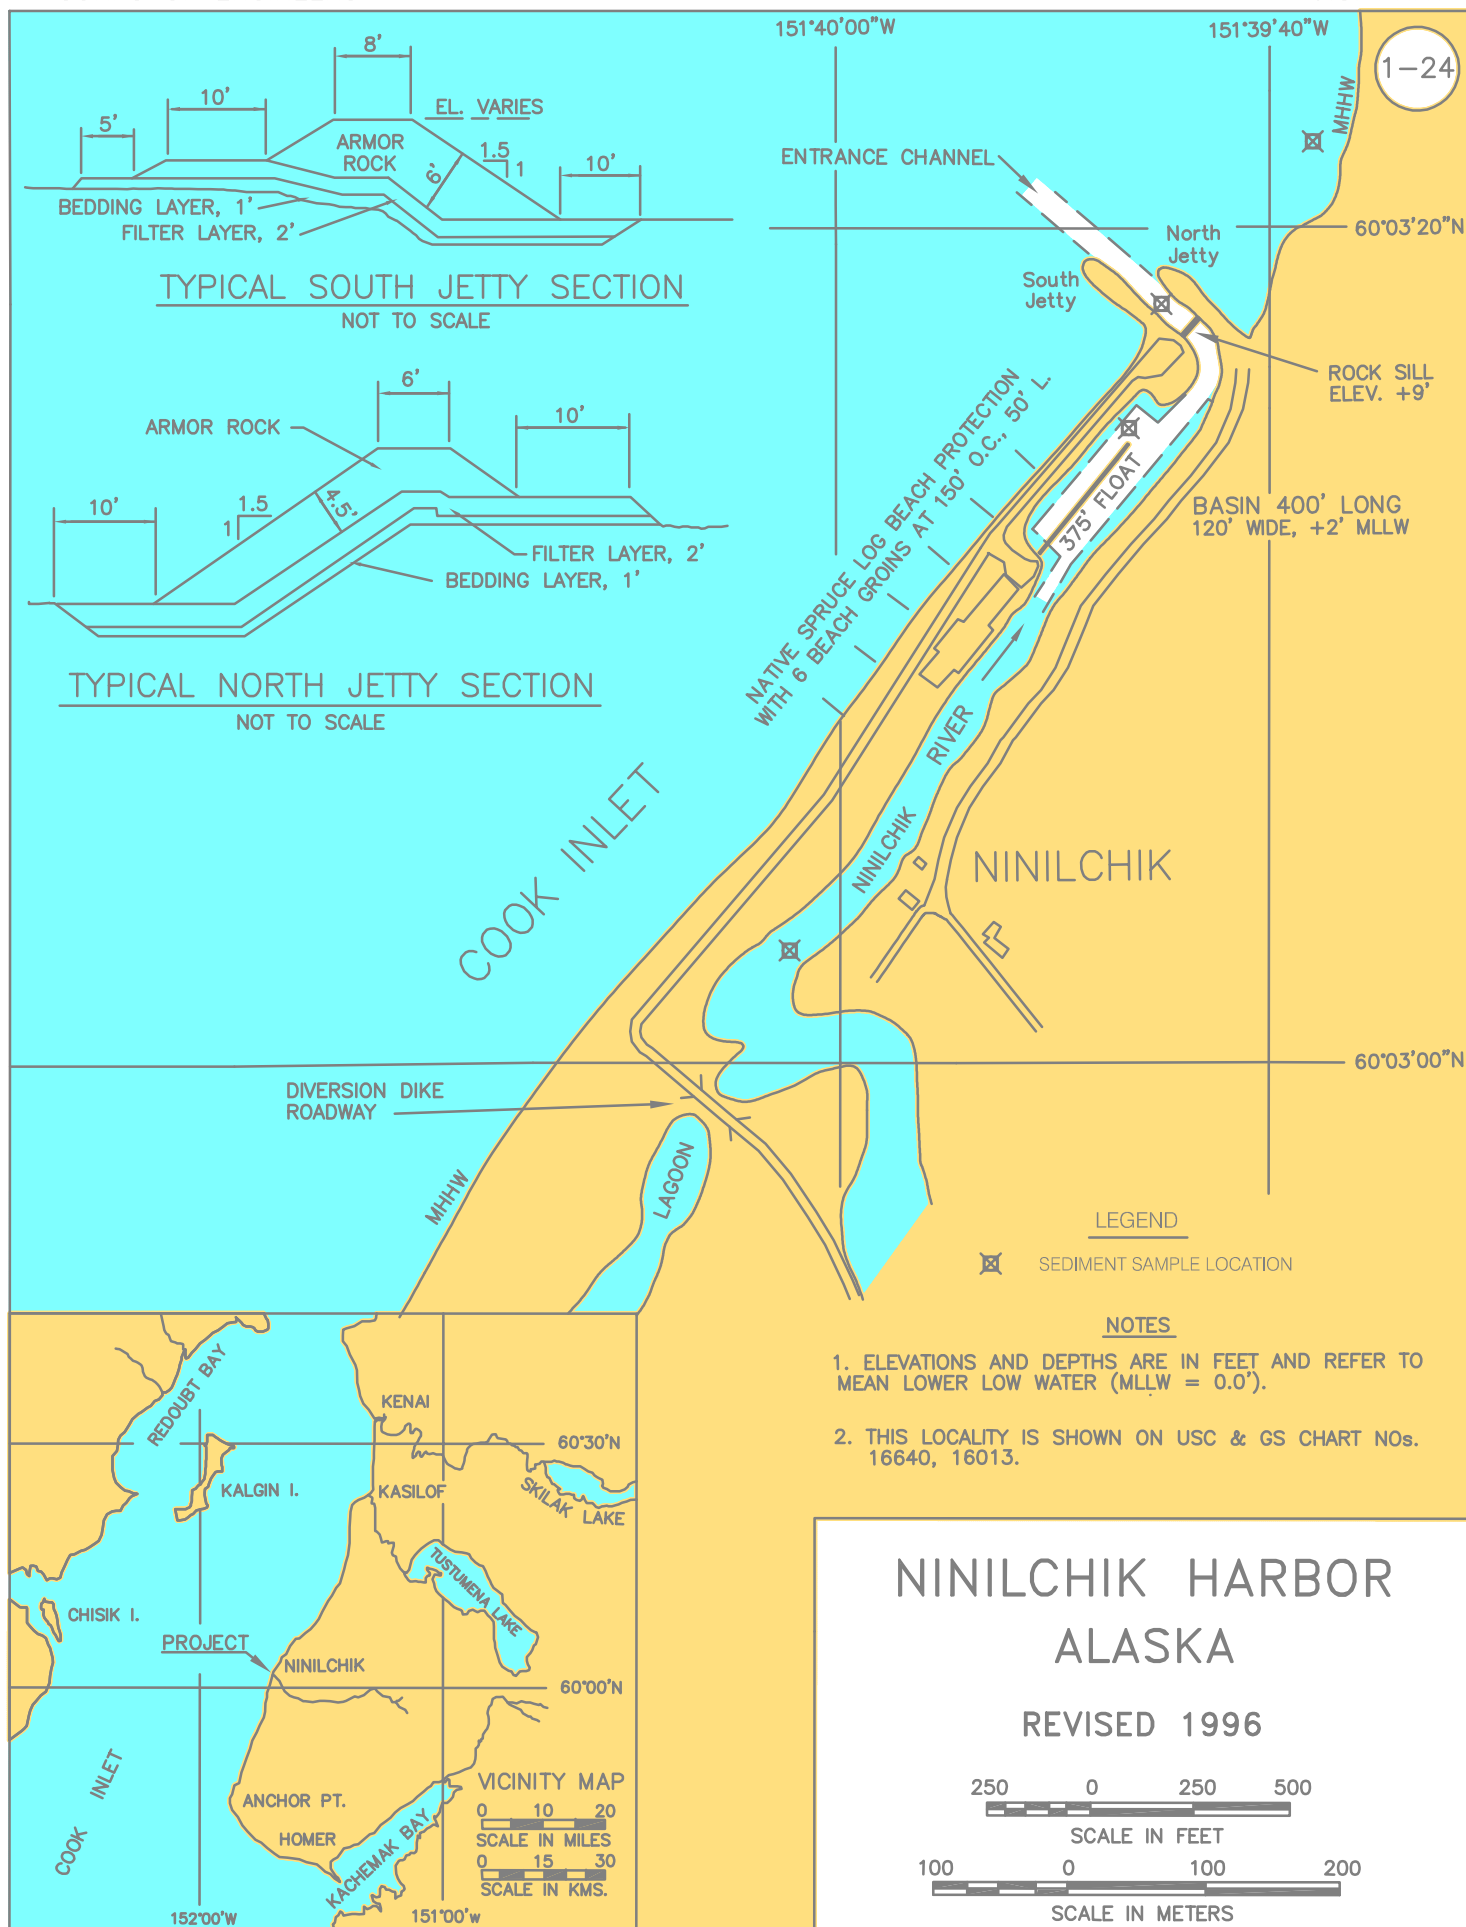 151°40'00"W
151°39'40"W
1-24
8'
10'
5'
EL. VARIES
ARMOR
ROCK
6'
1.5
1
10'
BEDDING LAYER, 1'
FILTER LAYER, 2'
TYPICAL SOUTH JETTY SECTION
NOT TO SCALE
MHHW
ENTRANCE CHANNEL
60°03'20"N
North
Jetty
South
Jetty
ROCK SILL
ELEV. +9'
6'
10'
ARMOR ROCK
10'
1.5
1
4.5'
FILTER LAYER, 2'
BEDDING LAYER, 1'
TYPICAL NORTH JETTY SECTION
NOT TO SCALE
NATIVE SPRUCE LOG BEACH PROTECTION
WITH 6 BEACH GROINS AT 150' O.C., 50' L.
375' FLOAT
BASIN 400' LONG
120' WIDE, +2' MLLW
NINILCHIK RIVER
COOK INLET
NINILCHIK
60°03'00"N
DIVERSION DIKE
ROADWAY
MHHW
LAGOON
LEGEND
SEDIMENT SAMPLE LOCATION
NOTES
1. ELEVATIONS AND DEPTHS ARE IN FEET AND REFER TO
MEAN LOWER LOW WATER (MLLW = 0.0').
2. THIS LOCALITY IS SHOWN ON USC & GS CHART NOs.
16640, 16013.
REDOUBT BAY
KENAI
60°30'N
KALGIN I.
KASILOF
SKILAK LAKE
TUSTUMENA LAKE
CHISIK I.
PROJECT
NINILCHIK
60°00'N
COOK INLET
ANCHOR PT.
HOMER
KACHEMAK BAY
VICINITY MAP
0 10 20
SCALE IN MILES
0 15 30
SCALE IN KMS.
152°00'W
151°00'W
NINILCHIK HARBOR
ALASKA
REVISED 1996
250 0 250 500
SCALE IN FEET
100 0 100 200
SCALE IN METERS